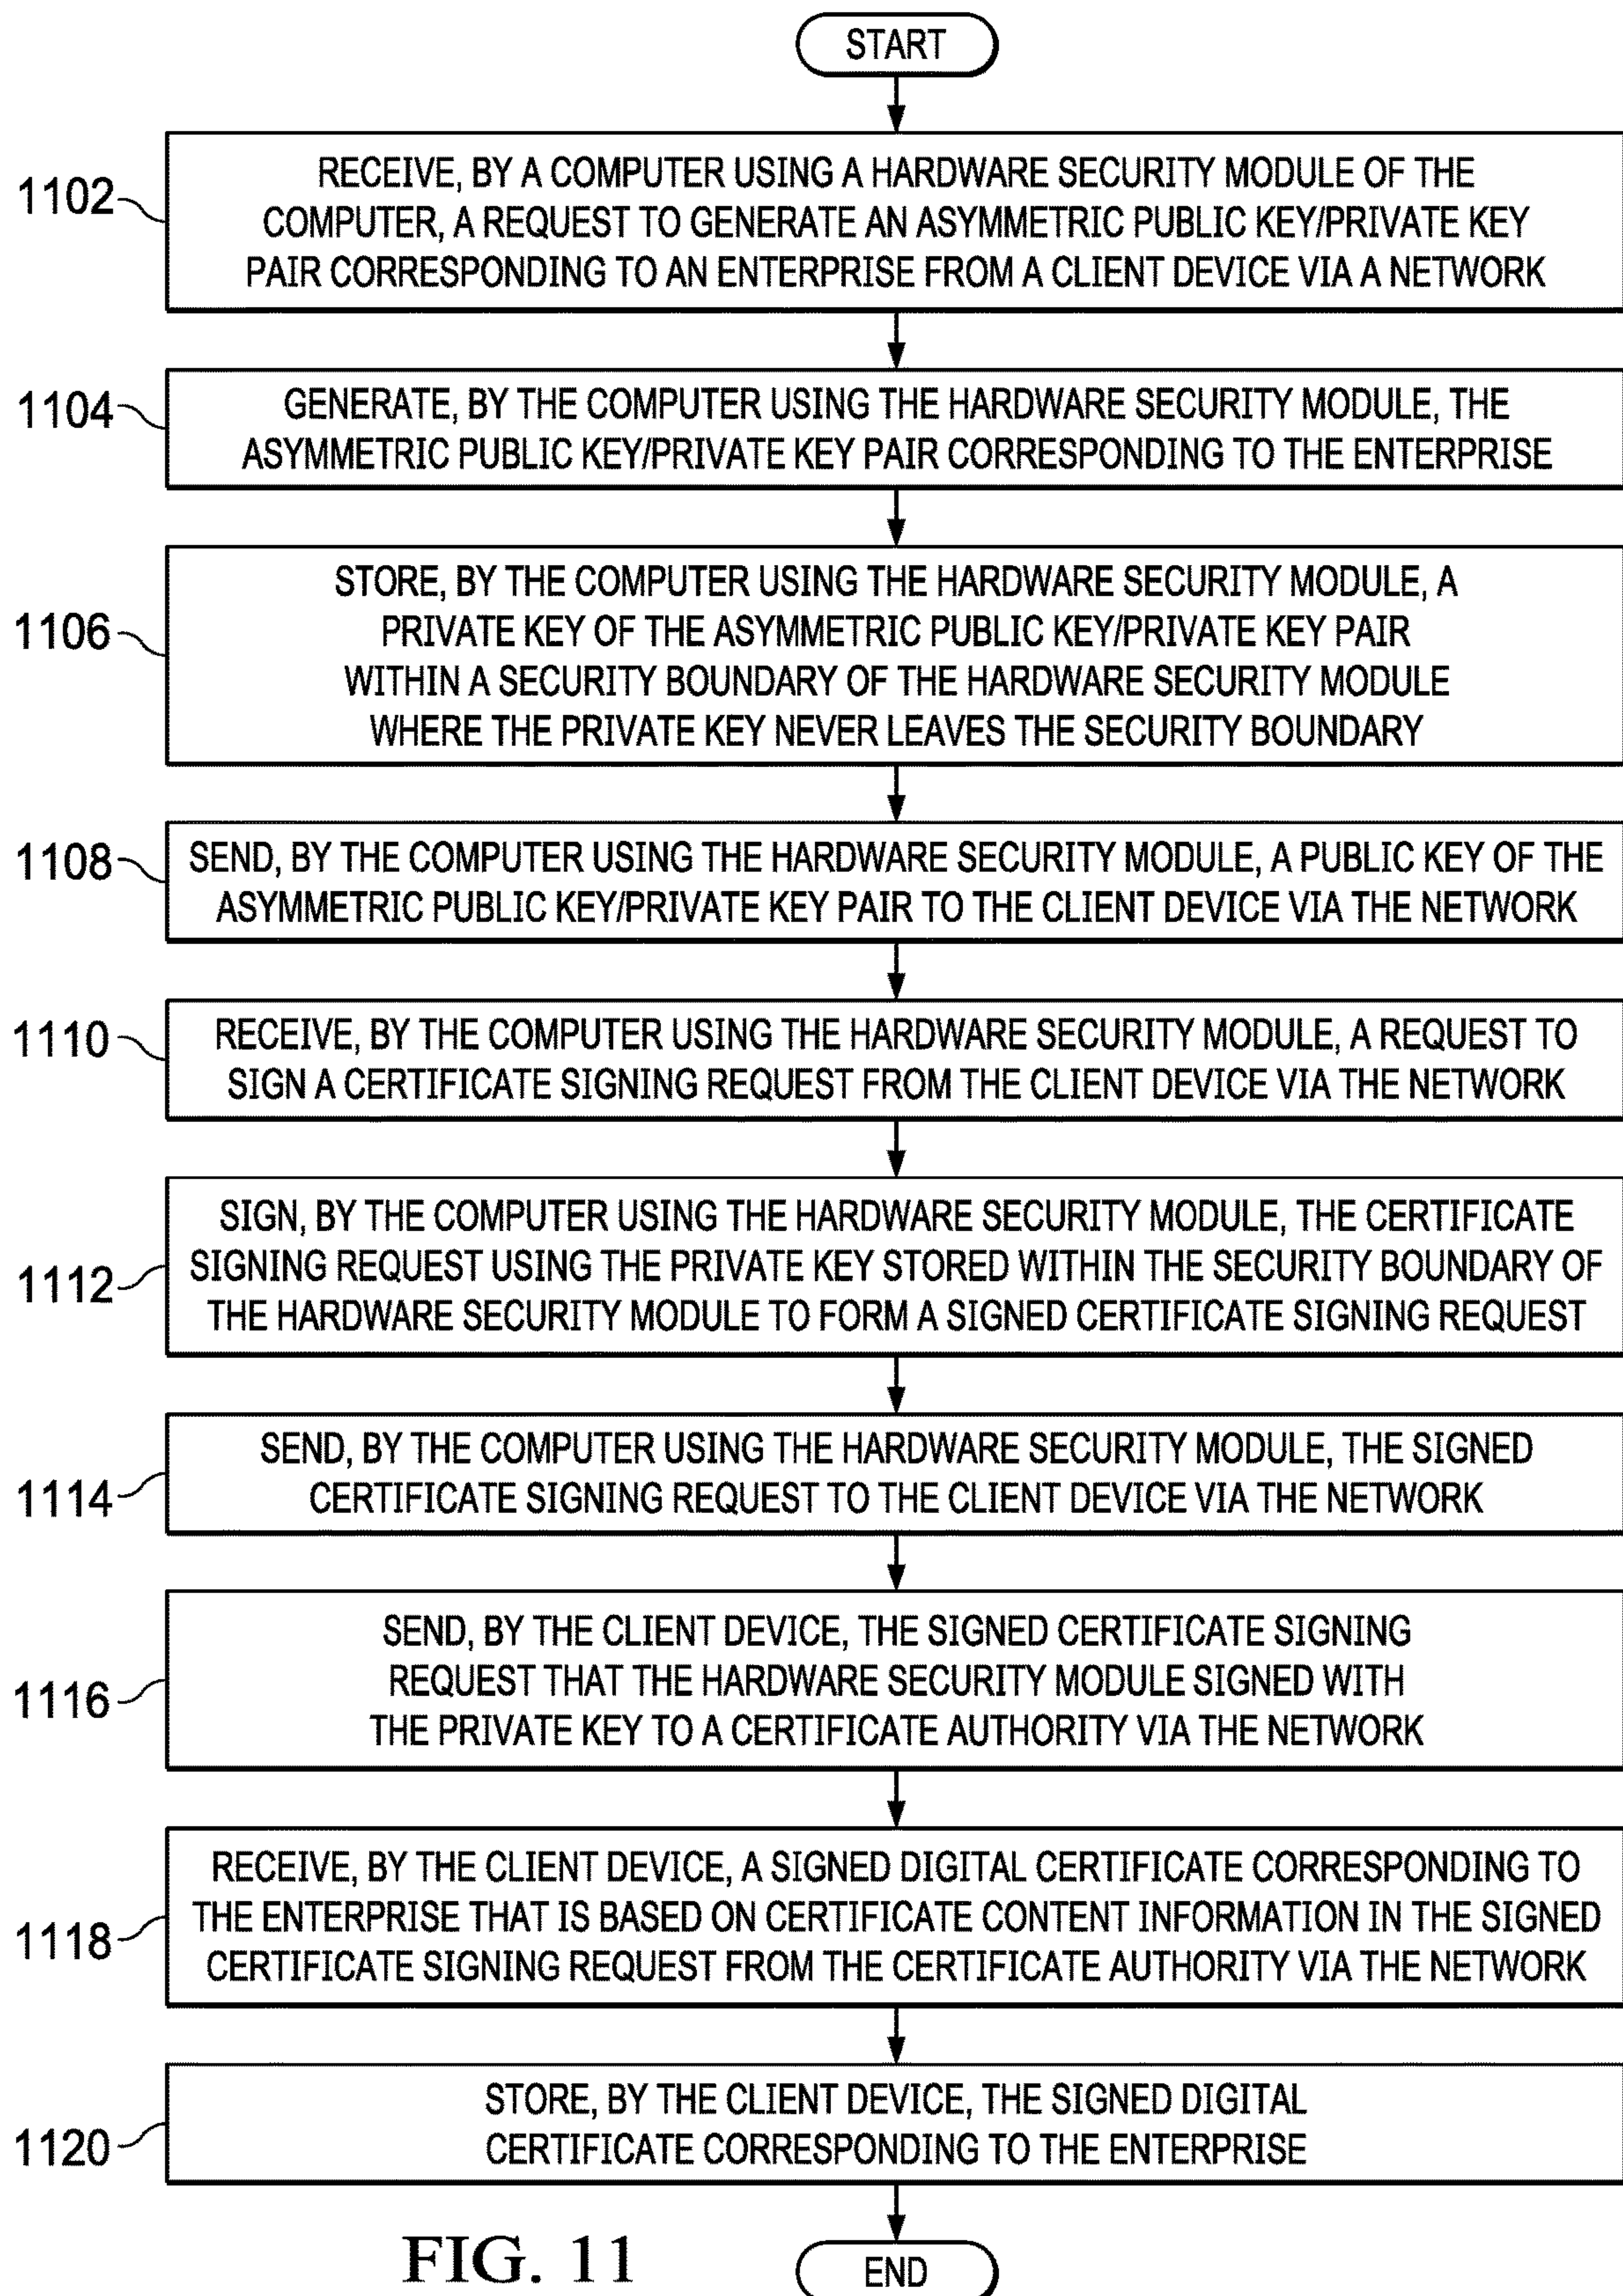 START
1102
RECEIVE, BY A COMPUTER USING A HARDWARE SECURITY MODULE OF THE
COMPUTER, A REQUEST TO GENERATE AN ASYMMETRIC PUBLIC KEY/PRIVATE KEY
PAIR CORRESPONDING TO AN ENTERPRISE FROM A CLIENT DEVICE VIA A NETWORK
1104
GENERATE, BY THE COMPUTER USING THE HARDWARE SECURITY MODULE, THE
ASYMMETRIC PUBLIC KEY/PRIVATE KEY PAIR CORRESPONDING TO THE ENTERPRISE
1106
STORE, BY THE COMPUTER USING THE HARDWARE SECURITY MODULE, A
PRIVATE KEY OF THE ASYMMETRIC PUBLIC KEY/PRIVATE KEY PAIR
WITHIN A SECURITY BOUNDARY OF THE HARDWARE SECURITY MODULE
WHERE THE PRIVATE KEY NEVER LEAVES THE SECURITY BOUNDARY
1108
SEND, BY THE COMPUTER USING THE HARDWARE SECURITY MODULE, A PUBLIC KEY OF THE
ASYMMETRIC PUBLIC KEY/PRIVATE KEY PAIR TO THE CLIENT DEVICE VIA THE NETWORK
1110
RECEIVE, BY THE COMPUTER USING THE HARDWARE SECURITY MODULE, A REQUEST TO
SIGN A CERTIFICATE SIGNING REQUEST FROM THE CLIENT DEVICE VIA THE NETWORK
1112
SIGN, BY THE COMPUTER USING THE HARDWARE SECURITY MODULE, THE CERTIFICATE
SIGNING REQUEST USING THE PRIVATE KEY STORED WITHIN THE SECURITY BOUNDARY OF
THE HARDWARE SECURITY MODULE TO FORM A SIGNED CERTIFICATE SIGNING REQUEST
1114
SEND, BY THE COMPUTER USING THE HARDWARE SECURITY MODULE, THE SIGNED
CERTIFICATE SIGNING REQUEST TO THE CLIENT DEVICE VIA THE NETWORK
1116
SEND, BY THE CLIENT DEVICE, THE SIGNED CERTIFICATE SIGNING
REQUEST THAT THE HARDWARE SECURITY MODULE SIGNED WITH
THE PRIVATE KEY TO A CERTIFICATE AUTHORITY VIA THE NETWORK
1118
RECEIVE, BY THE CLIENT DEVICE, A SIGNED DIGITAL CERTIFICATE CORRESPONDING TO
THE ENTERPRISE THAT IS BASED ON CERTIFICATE CONTENT INFORMATION IN THE SIGNED
CERTIFICATE SIGNING REQUEST FROM THE CERTIFICATE AUTHORITY VIA THE NETWORK
1120
STORE, BY THE CLIENT DEVICE, THE SIGNED DIGITAL
CERTIFICATE CORRESPONDING TO THE ENTERPRISE
FIG. 11
END